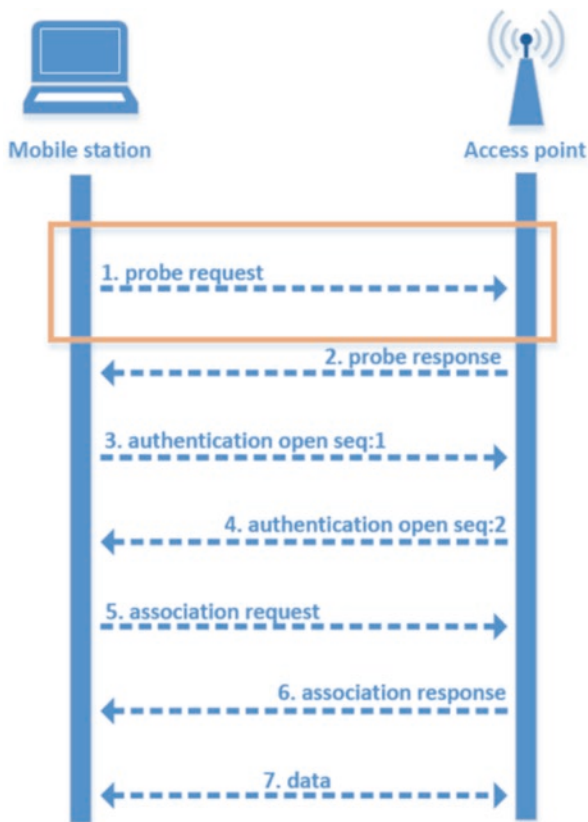 Mobile station
Access point
1. probe request
2. probe response
3. authentication open seq:1
4. authentication open seq:2
5. association request
6. association response
7. data